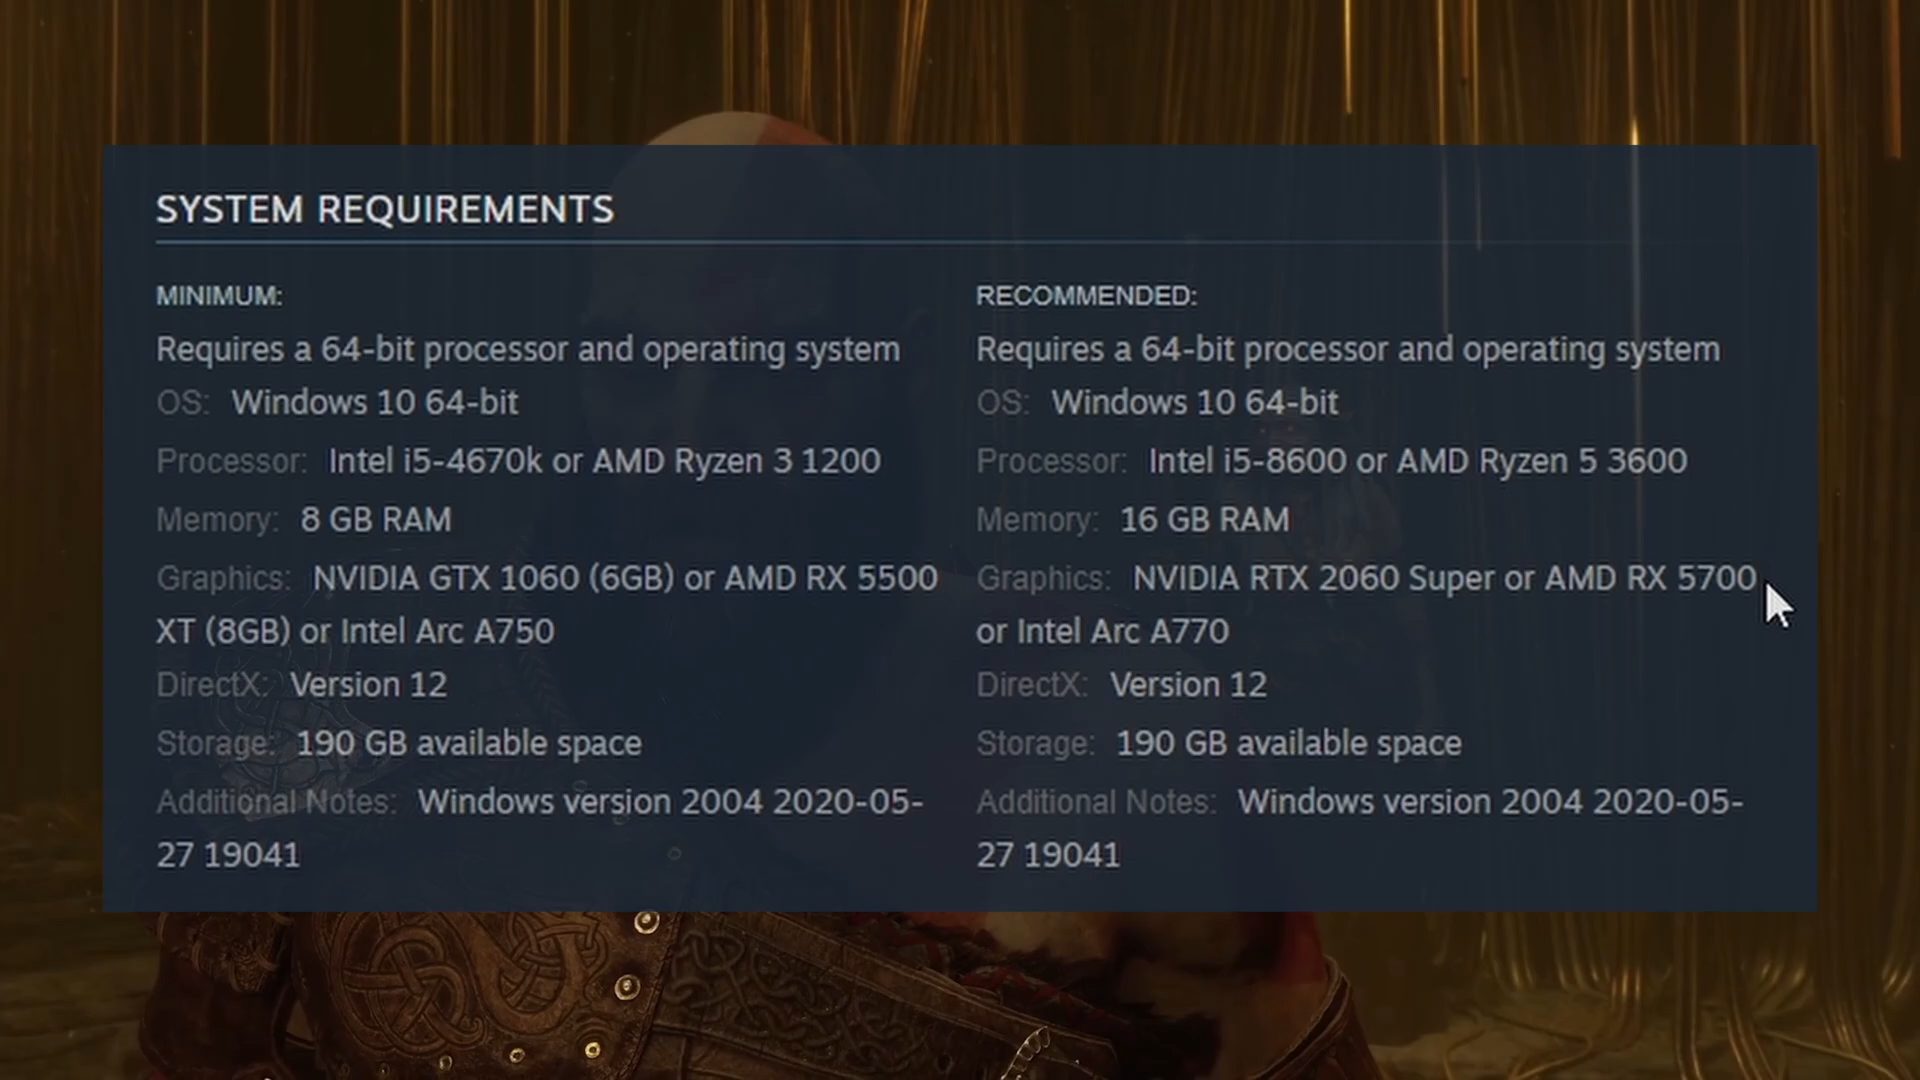 SYSTEM REQUIREMENTS
MINIMUM:
Requires a 64-bit processor and operating system
OS: Windows 10 64-bit
Processor: Intel i5-4670k or AMD Ryzen 3 1200
Memory: 8 GB RAM
Graphics: NVIDIA GTX 1060 (6GB) or AMD RX 5500
XT (8GB) or Intel Arc A750
DirectX: Version 12
Storage: 190 GB available space
Additional Notes: Windows version 2004 2020-05-
27 19041
RECOMMENDED:
Requires a 64-bit processor and operating system
OS: Windows 10 64-bit
Processor: Intel i5-8600 or AMD Ryzen 5 3600
Memory: 16 GB RAM
Graphics: NVIDIA RTX 2060 Super or AMD RX 5700
or Intel Arc A770
DirectX: Version 12
Storage: 190 GB available space
Additional Notes: Windows version 2004 2020-05-
27 19041